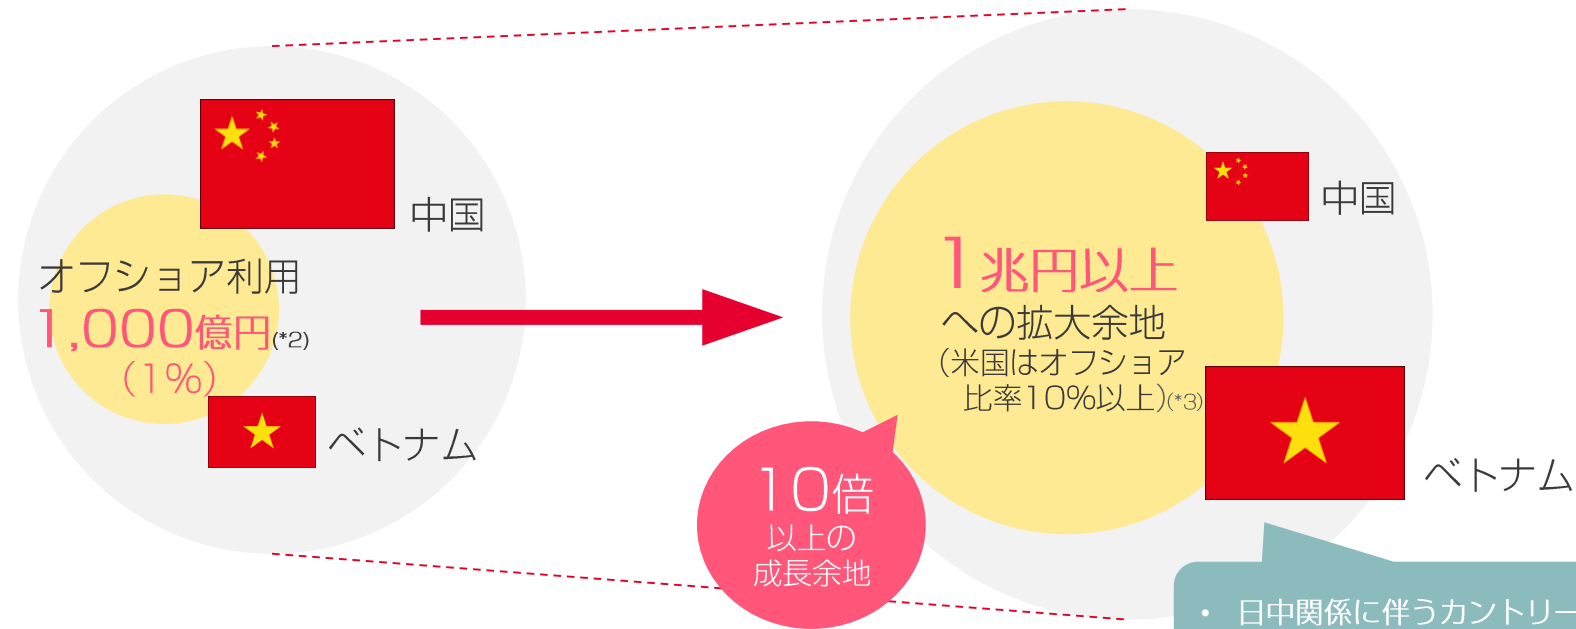 中国
オフショア利用
1,000億円(*2)
(1%)
ベトナム
中国
1兆円以上
への拡大余地
(米国はオフショア
比率10%以上)(*3)
ベトナム
10倍
以上の
成長余地
• 日中関係に伴うカントリー